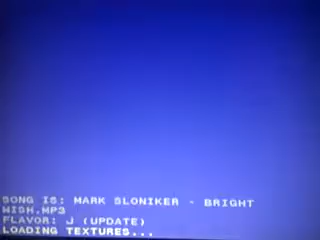 SONG IS: MARK SLONIKER - BRIGHT
WISH.MP3
FLAVOR: J (UPDATE)
LOADING TEXTURES...